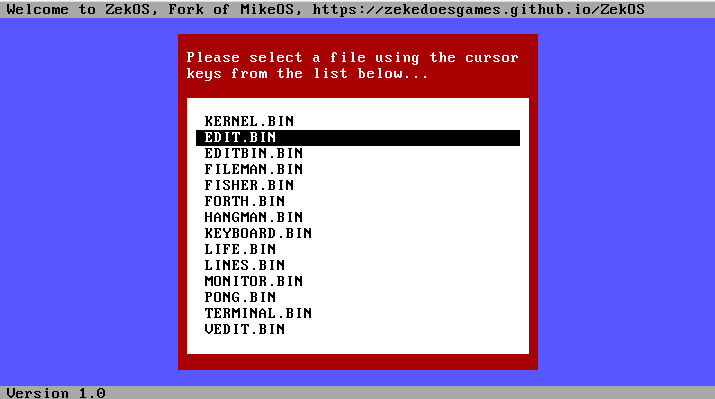 Welcome to ZekOS, Fork of MikeOS, https://zekedoesgames.github.io/ZekOS
Please select a file using the cursor
keys from the list below...
KERNEL.BIN
EDIT.BIN
EDITBIN.BIN
FILEMAN.BIN
FISHER.BIN
FORTH.BIN
HANGMAN.BIN
KEYBOARD.BIN
LIFE.BIN
LINES.BIN
MONITOR.BIN
PONG.BIN
TERMINAL.BIN
VEDIT.BIN
Version 1.0